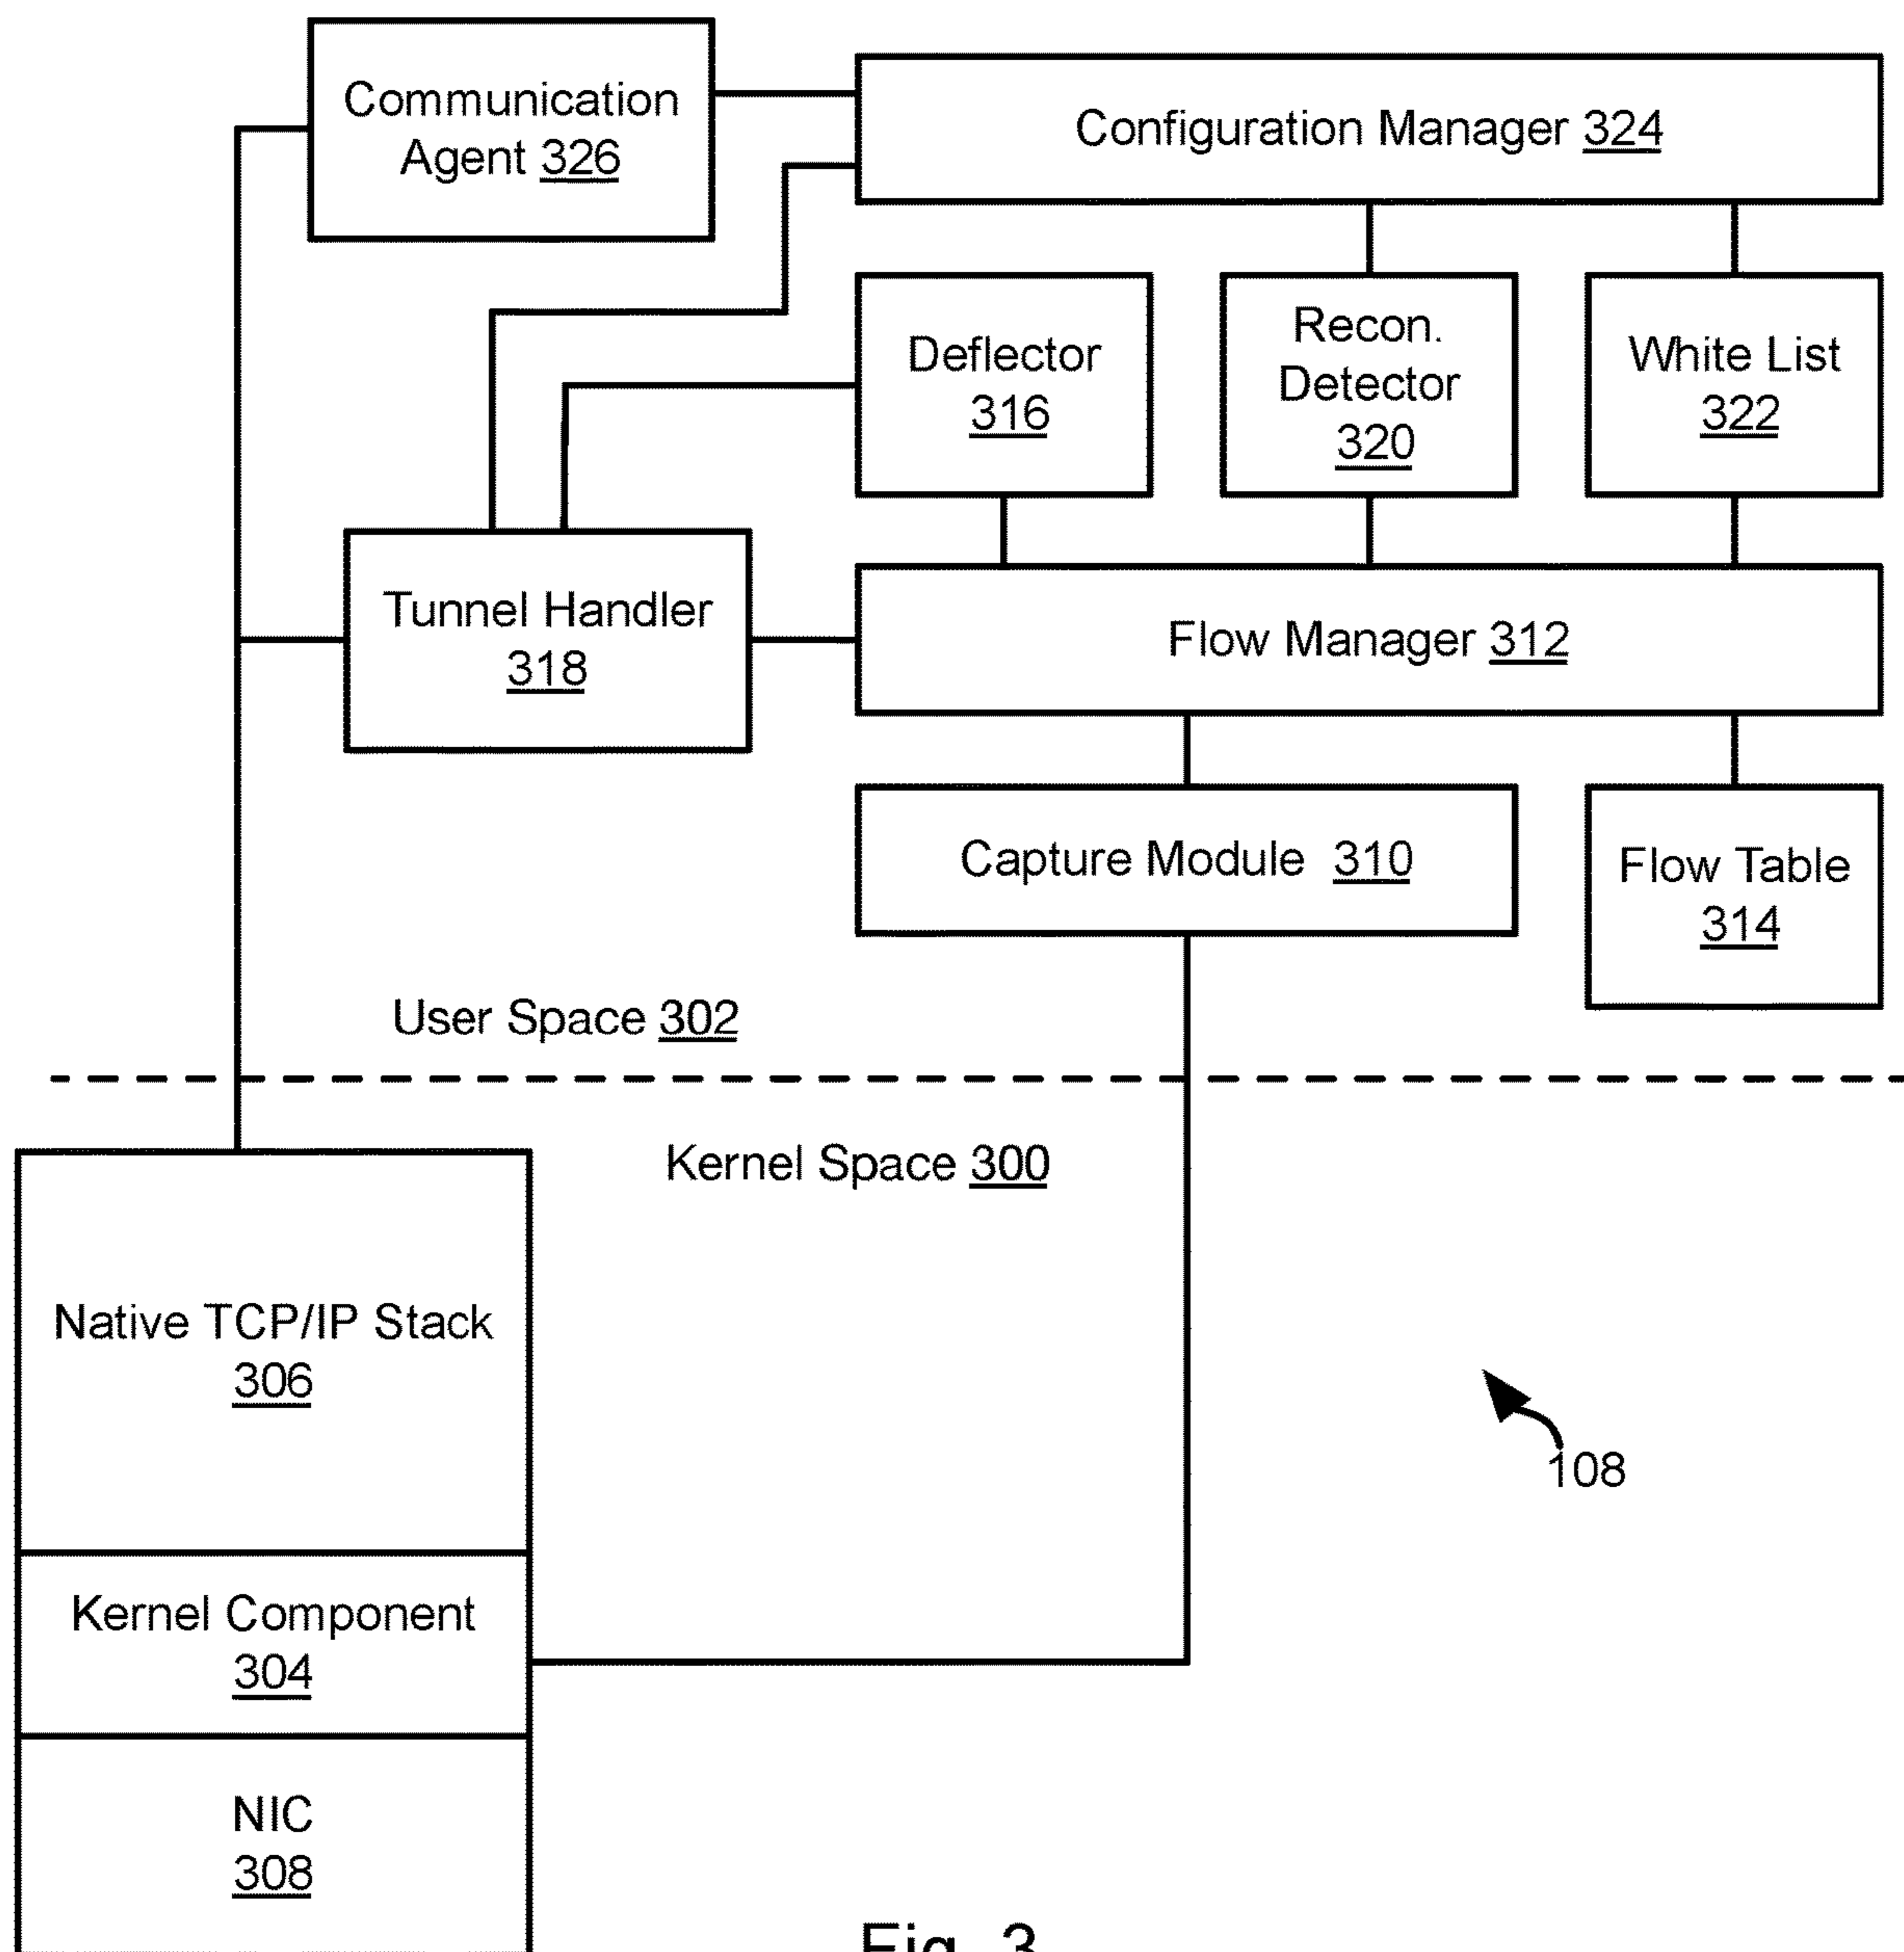 Communication
Agent 326
Configuration Manager 324
Deflector
316
Recon.
Detector
320
White List
322
Tunnel Handler
318
Flow Manager 312
Capture Module 310
Flow Table
314
User Space 302
Kernel Space 300
Native TCP/IP Stack
306
108
Kernel Component
304
NIC
308
Fig. 3